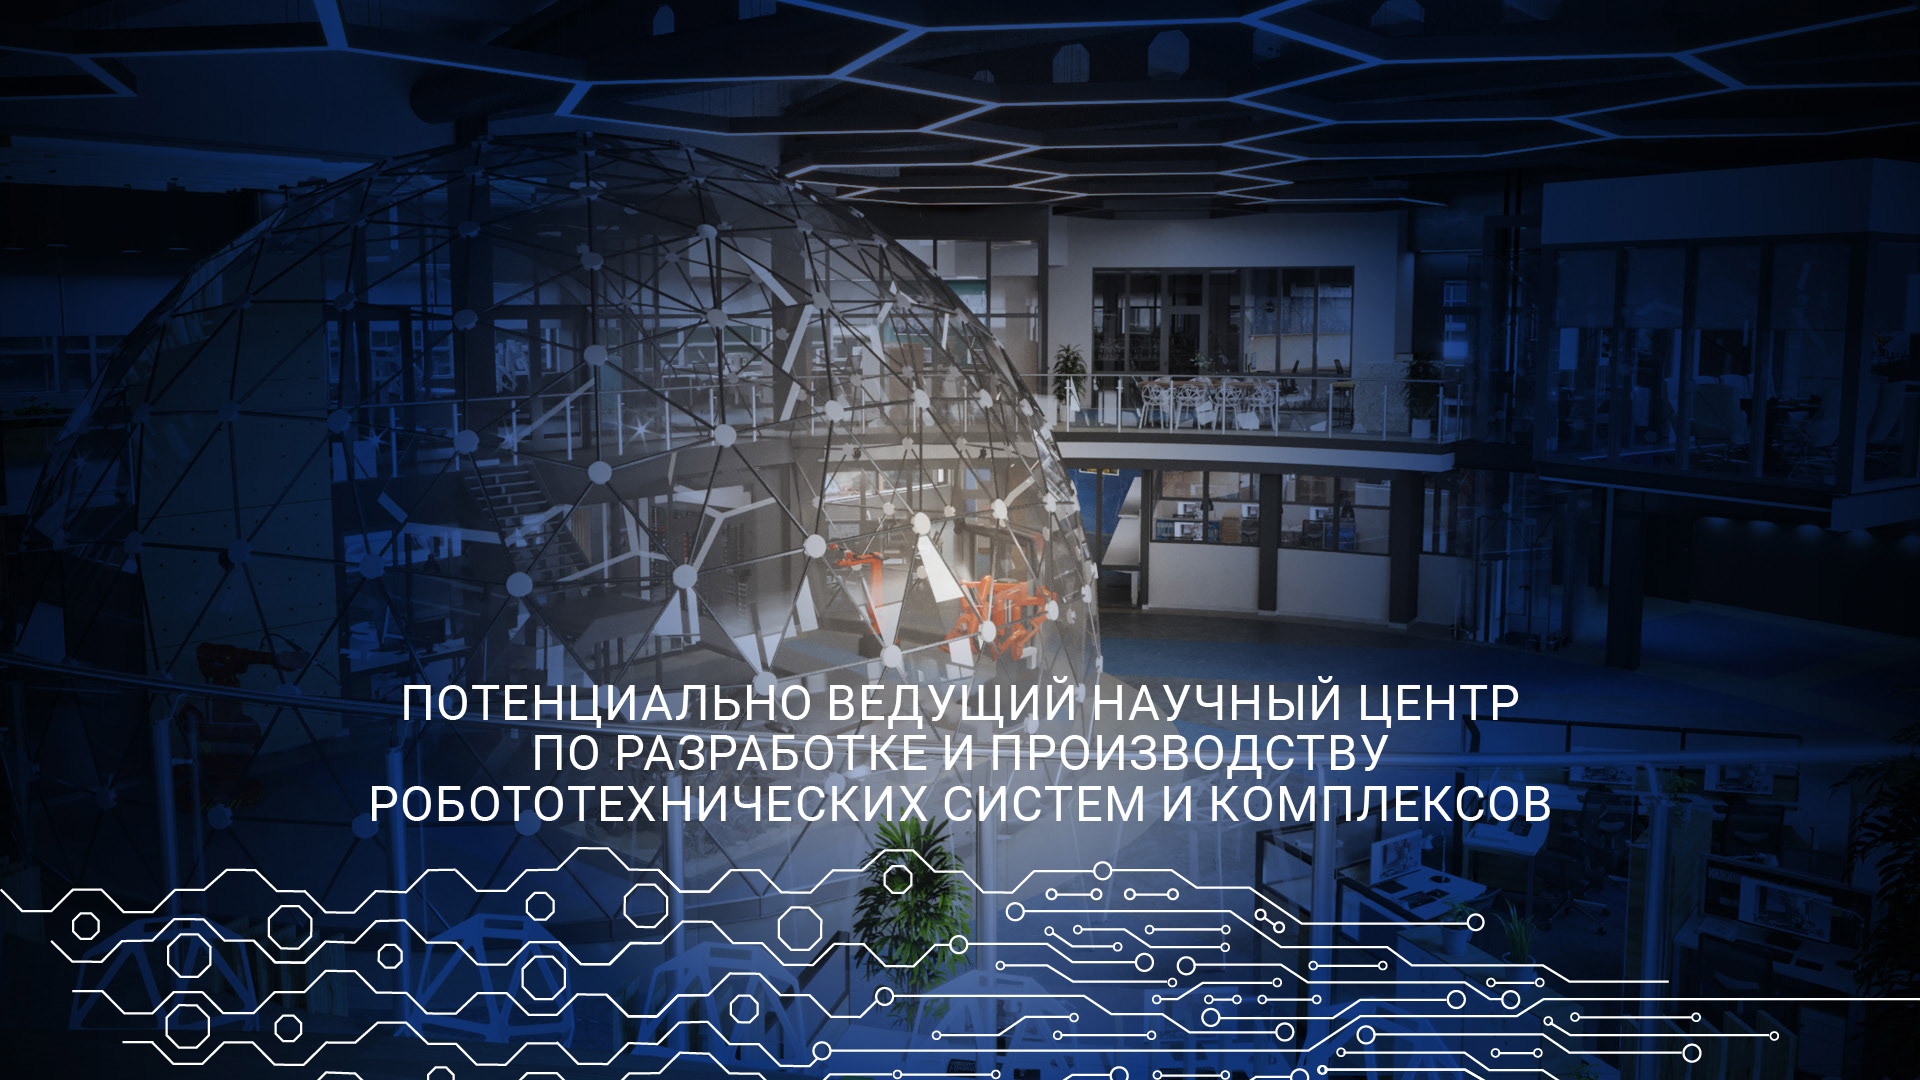 ПОТЕНЦИАЛЬНО ВЕДУЩИЙ НАУЧНЫЙ ЦЕНТР
ПО РАЗРАБОТКЕ И ПРОИЗВОДСТВУ
РОБОТОТЕХНИЧЕСКИХ СИСТЕМ И КОМПЛЕКСОВ